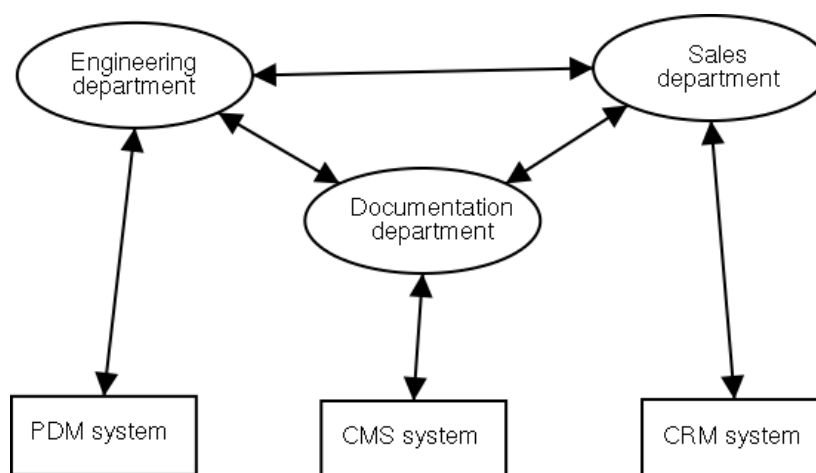 Engineering
department
Sales
department
Documentation
department
PDM system
CMS system
CRM system